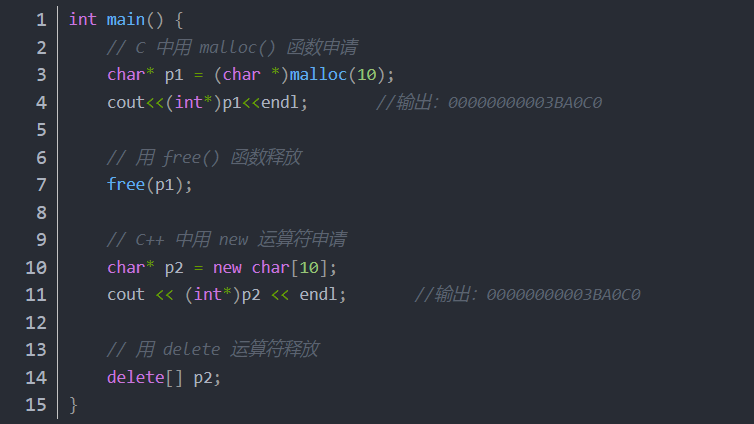 1 int main() {
2 // C 中用 malloc() 函数申请
3 char* p1 = (char *)malloc(10);
4 cout<<(int*)p1<<endl; //输出：00000000003BA0C0
5
6 // 用 free() 函数释放
7 free(p1);
8
9 // C++ 中用 new 运算符申请
10 char* p2 = new char[10];
11 cout << (int*)p2 << endl; //输出：00000000003BA0C0
12
13 // 用 delete 运算符释放
14 delete[] p2;
15 }